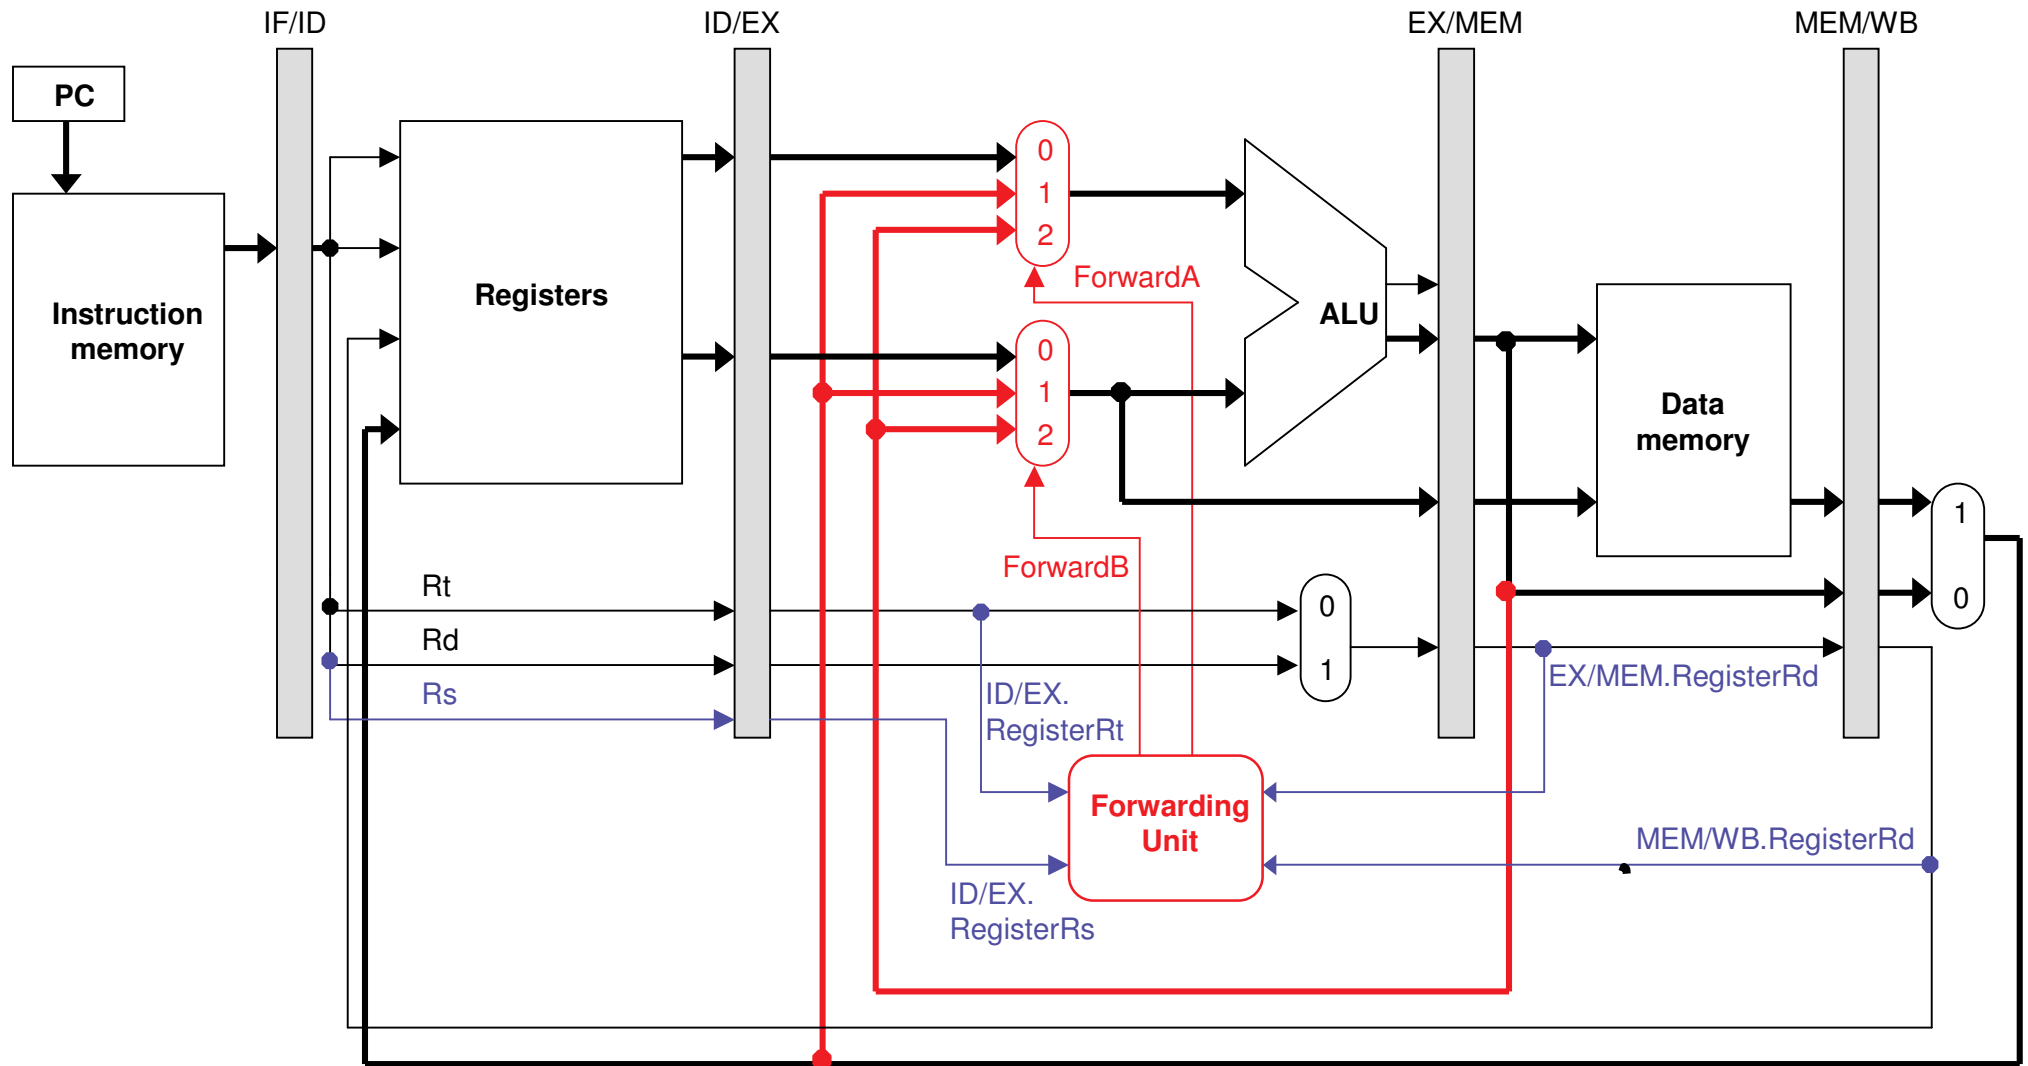 IF/ID
ID/EX
EX/MEM
MEM/WB
PC
Instruction
memory
Registers
0
1
2
ForwardA
0
1
2
ALU
Data
memory
1
0
ForwardB
Rt
Rd
Rs
0
1
ID/EX.
RegisterRt
EX/MEM.RegisterRd
Forwarding
Unit
MEM/WB.RegisterRd
ID/EX.
RegisterRs